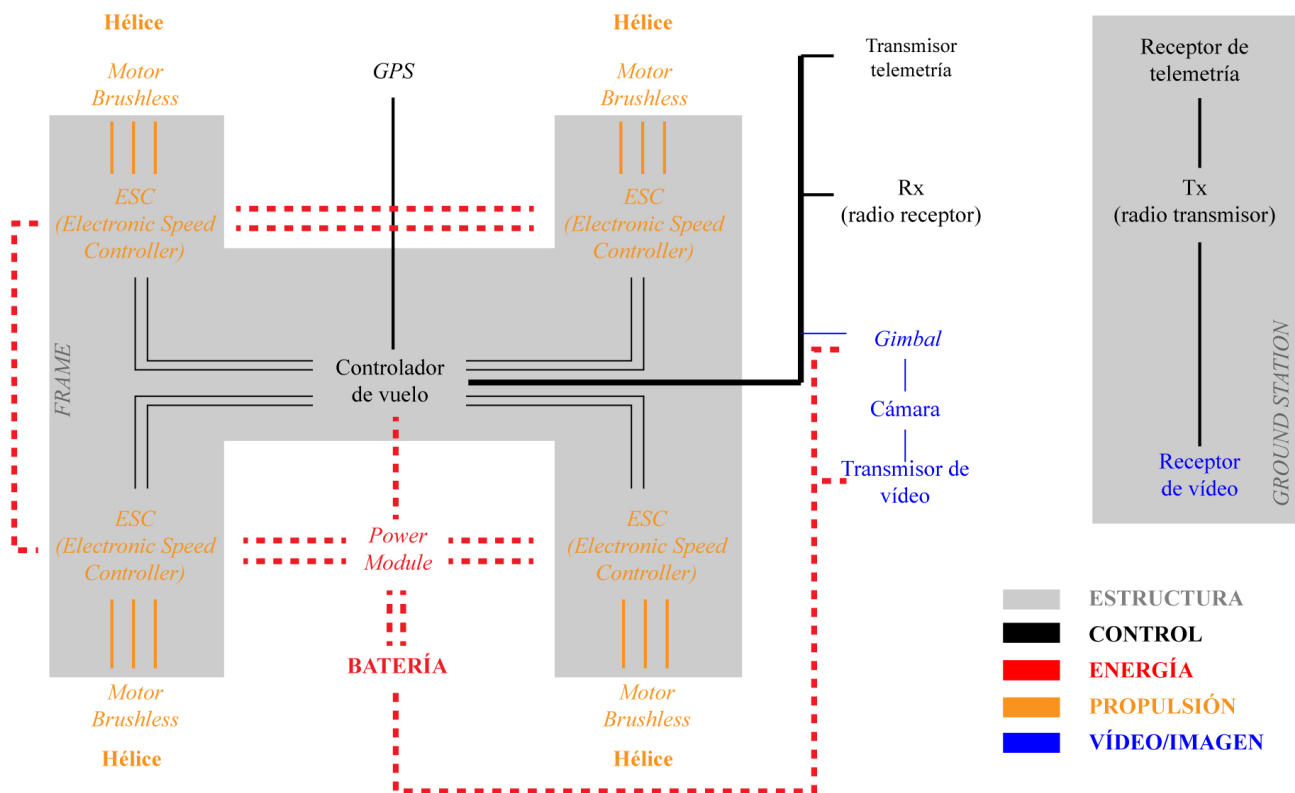 Hélice
Motor
Brushless
ESC
(Electronic Speed
Controller)
GPS
Hélice
Motor
Brushless
ESC
(Electronic Speed
Controller)
FRAME
Controlador
de vuelo
ESC
(Electronic Speed
Controller)
Motor
Brushless
Hélice
Power
Module
BATERÍA
ESC
(Electronic Speed
Controller)
Motor
Brushless
Hélice
Transmisor
telemetría
Rx
(radio receptor)
Gimbal
Cámara
Transmisor de
vídeo
Receptor de
telemetría
Tx
(radio transmisor)
Receptor
de vídeo
GROUND STATION
ESTRUCTURA
CONTROL
ENERGÍA
PROPULSIÓN
VÍDEO/IMAGEN